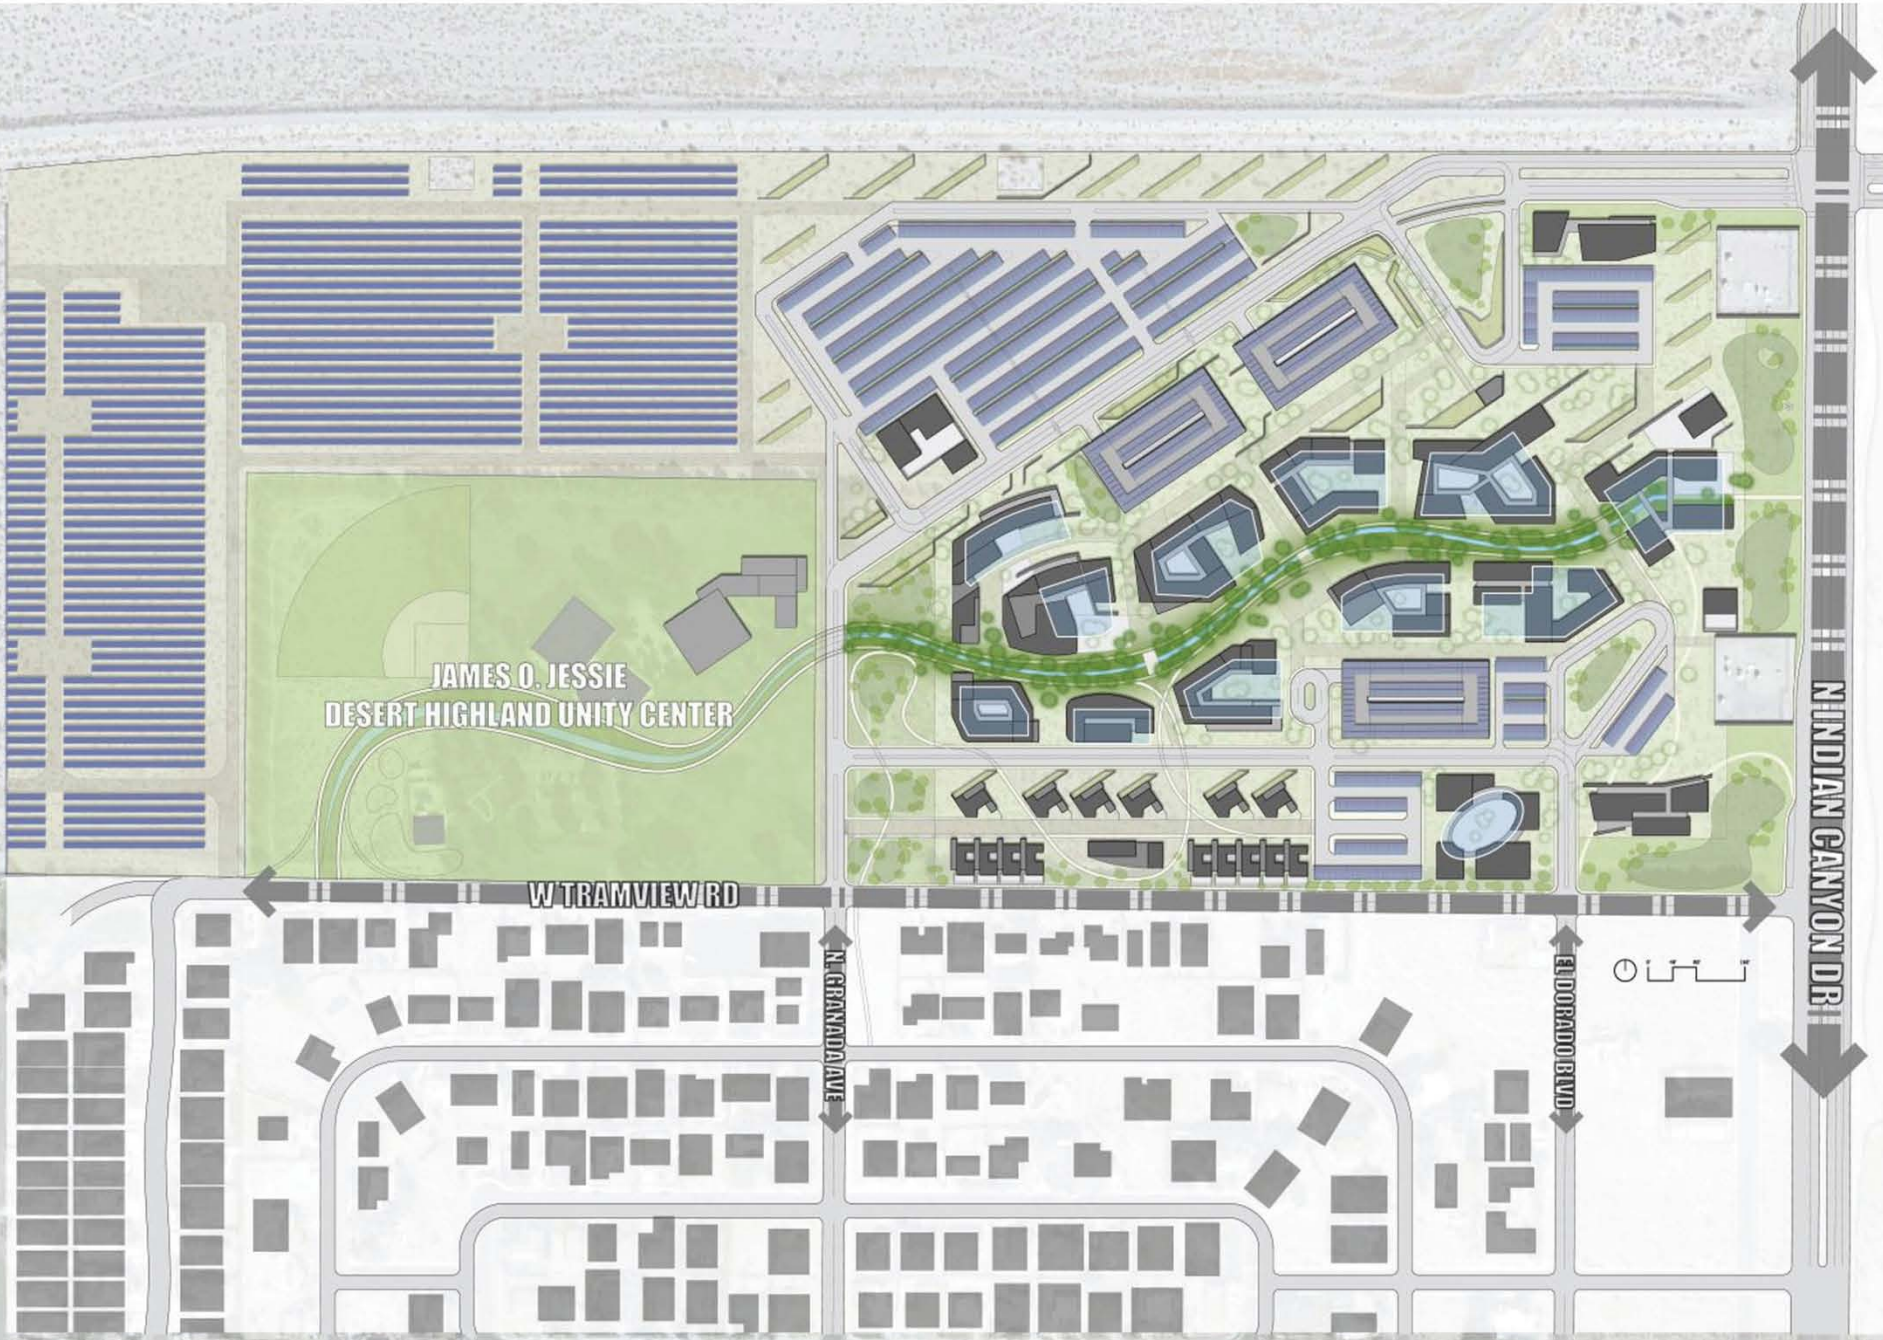 JAMES O. JESSIE
DESERT HIGHLAND UNITY CENTER
W TRAMVIEW RD
N INDIAN CANYON DR
N. GRANADA AVE
EL DORADO BLVD